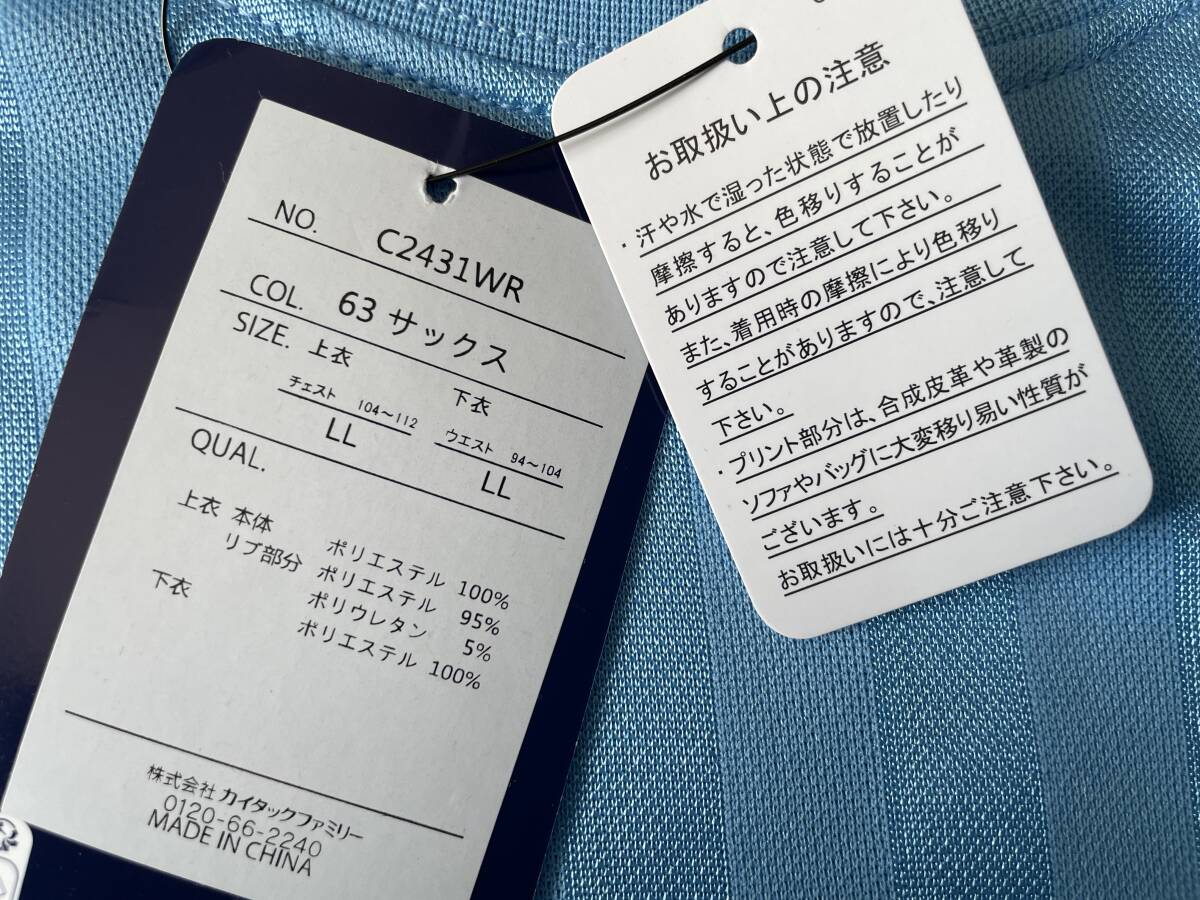 NO. C2431WR
COL. 63 サックス
SIZE. 上衣 下衣
チェスト 104～112 ウエスト 94～104
LL LL
QUAL.
上衣 本体 ポリエステル 100%
リブ部分 ポリエステル 95%
ポリウレタン 5%
下衣 ポリエステル 100%
株式会社 カイタックファミリー
0120-66-2240
MADE IN CHINA
お取扱い上の注意
・汗や水で湿った状態で放置したり
摩擦すると、色移りすることが
ありますので注意して下さい。
また、着用時の摩擦により色移り
することがありますので、注意して
下さい。
・プリント部分は、合成皮革や革製の
ソファやバッグに大変移り易い性質が
ございます。
お取扱いには十分ご注意下さい。